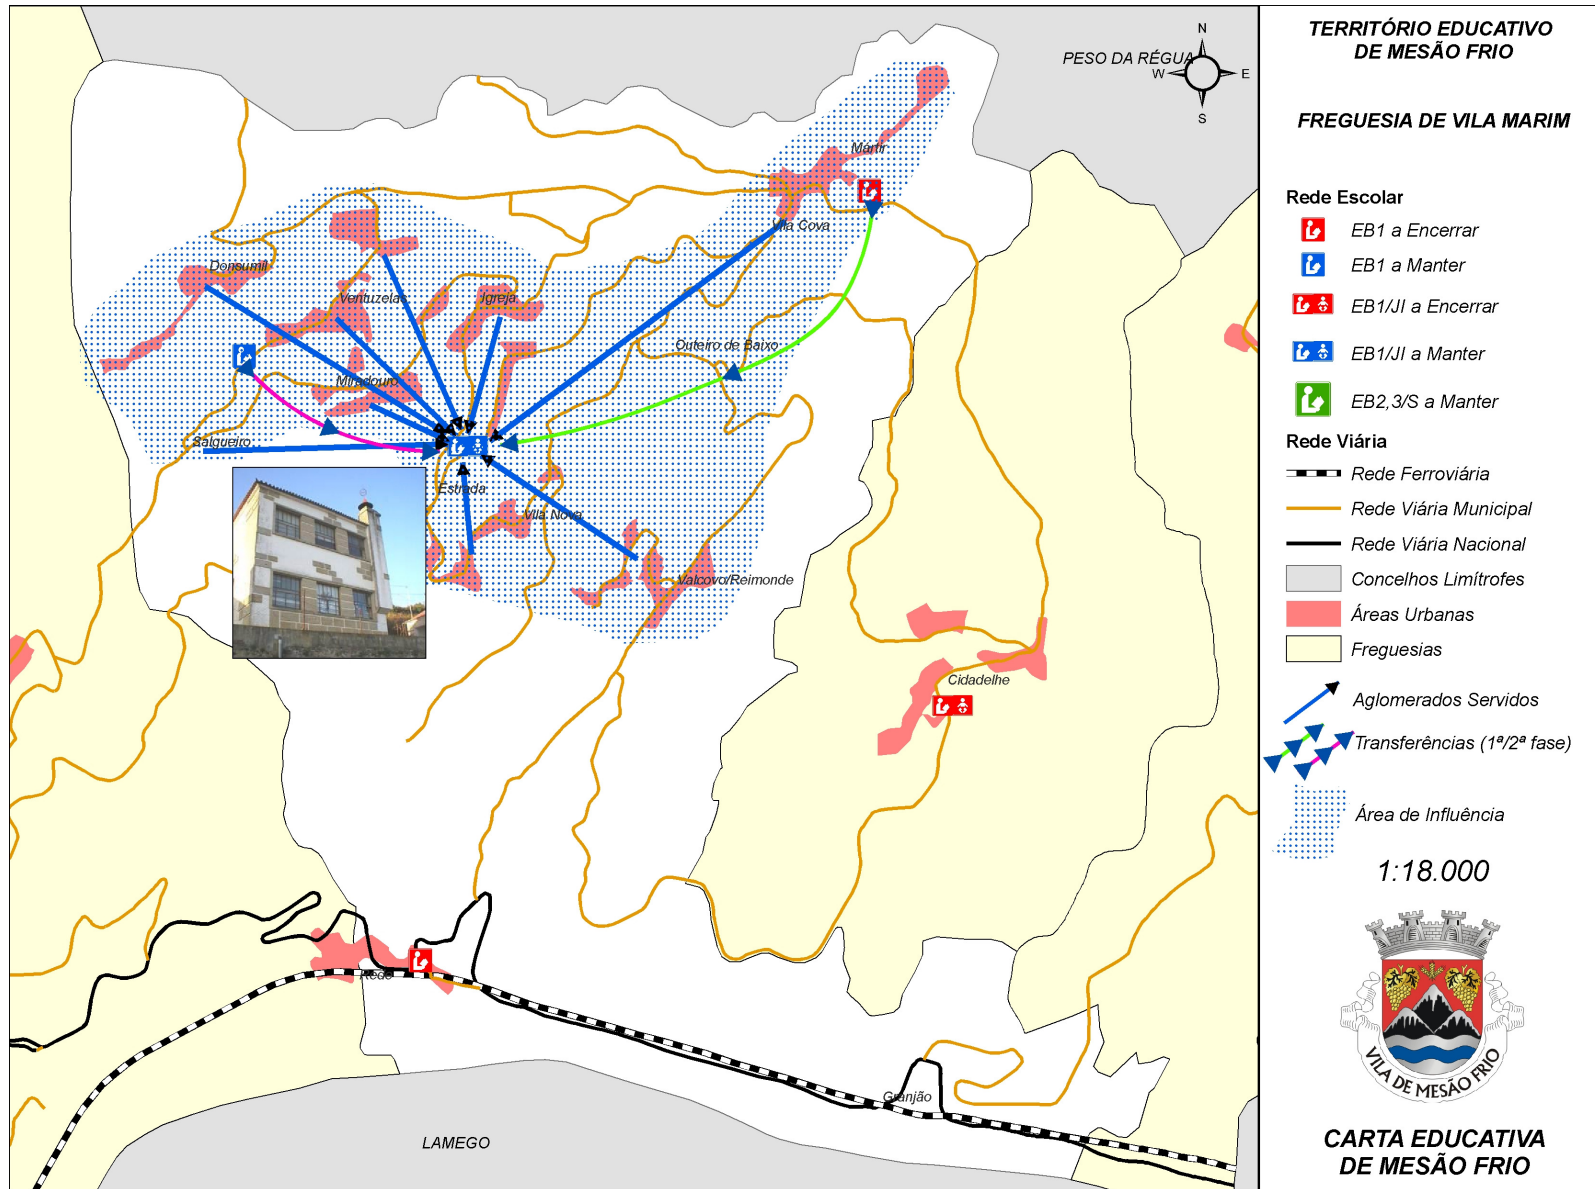 PESO DA RÉGUA
N
W
E
S
Mártir
Vila Cova
Donsumil
Ventuzelas
Igreja
Outeiro de Baixo
Miradouro
Salgueiro
Estrada
Vila Nova
Valcovo/Reimonde
Cidadelhe
Rede
Granjão
LAMEGO
TERRITÓRIO EDUCATIVO
DE MESÃO FRIO
FREGUESIA DE VILA MARIM
Rede Escolar
EB1 a Encerrar
EB1 a Manter
EB1/JI a Encerrar
EB1/JI a Manter
EB2,3/S a Manter
Rede Viária
Rede Ferroviária
Rede Viária Municipal
Rede Viária Nacional
Concelhos Limítrofes
Áreas Urbanas
Freguesias
Aglomerados Servidos
Transferências (1ª/2ª fase)
Área de Influência
1:18.000
VILA DE MESÃO FRIO
CARTA EDUCATIVA
DE MESÃO FRIO